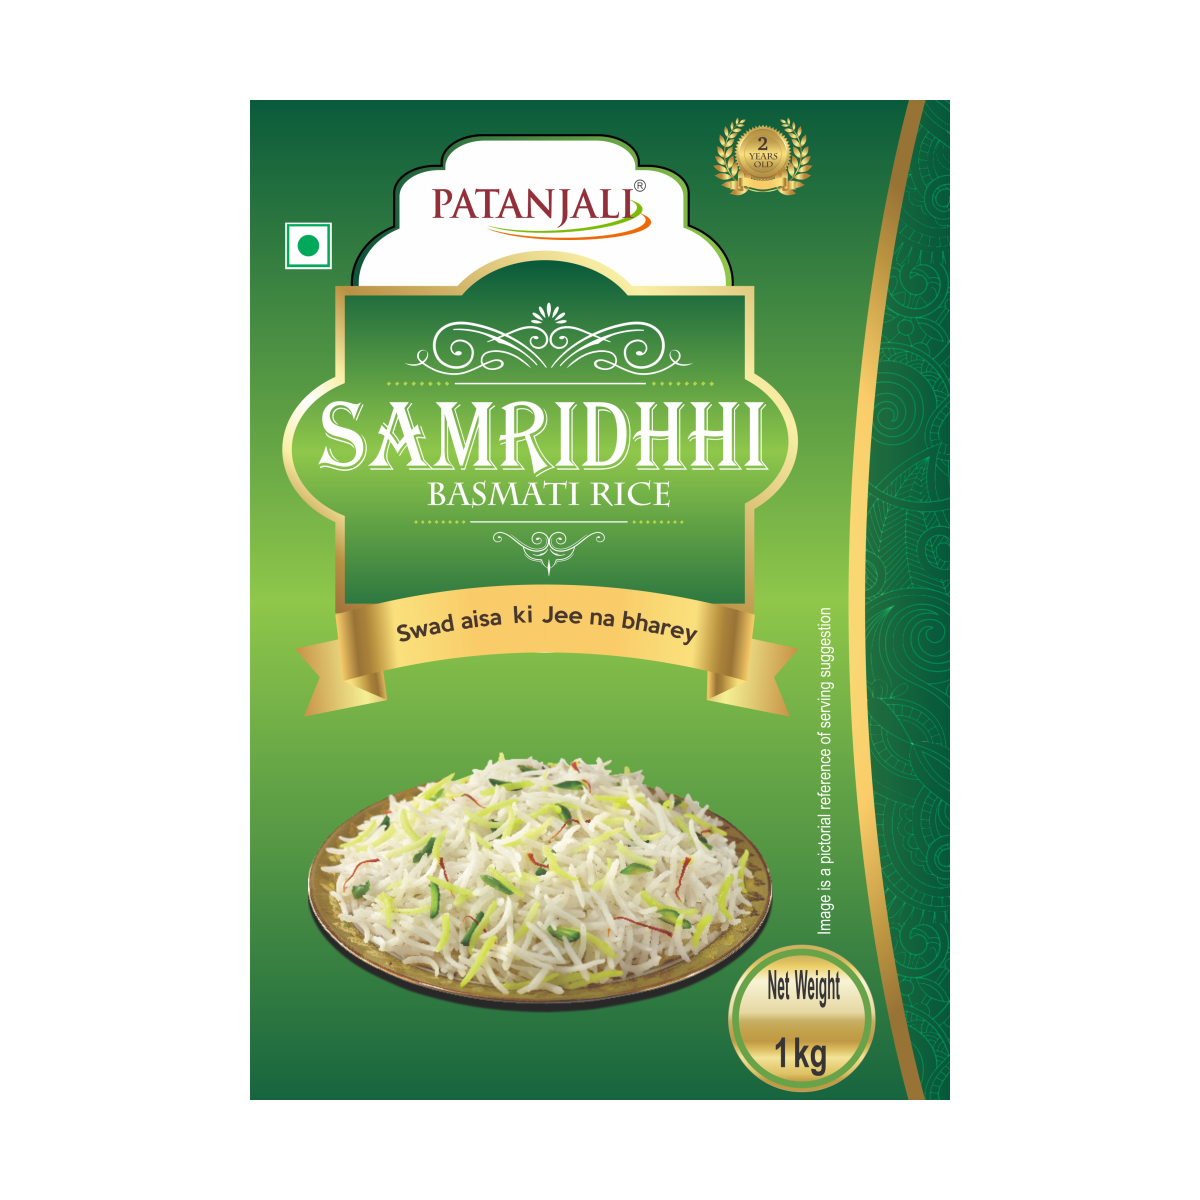 2
YEARS
OLD
PATANJALI®
SAMRIDHHI
BASMATI RICE
Swad aisa ki Jee na bharey
Image is a pictorial reference of serving suggestion
Net Weight
1 kg